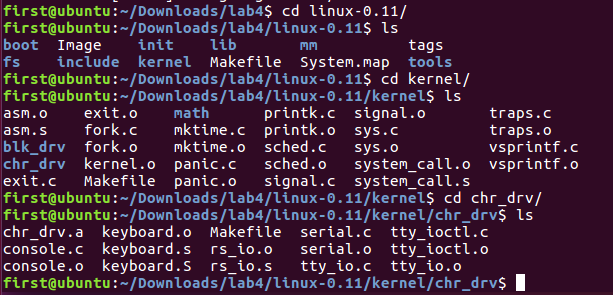 first@ubuntu:~/Downloads/lab4$ cd linux-0.11/
first@ubuntu:~/Downloads/lab4/linux-0.11$ ls
boot  Image    init    lib       mm          tags
fs    include  kernel  Makefile  System.map  tools
first@ubuntu:~/Downloads/lab4/linux-0.11$ cd kernel/
first@ubuntu:~/Downloads/lab4/linux-0.11/kernel$ ls
asm.o    exit.o    math      printk.c  signal.o       traps.c
asm.s    fork.c    mktime.c  printk.o  sys.c          traps.o
blk_drv  fork.o    mktime.o  sched.c   sys.o          vsprintf.c
chr_drv  kernel.o  panic.c   sched.o   system_call.o  vsprintf.o
exit.c   Makefile  panic.o   signal.c  system_call.s
first@ubuntu:~/Downloads/lab4/linux-0.11/kernel$ cd chr_drv/
first@ubuntu:~/Downloads/lab4/linux-0.11/kernel/chr_drv$ ls
chr_drv.a  keyboard.o  Makefile  serial.c  tty_ioctl.c
console.c  keyboard.S  rs_io.o   serial.o  tty_ioctl.o
console.o  keyboard.S  rs_io.s   tty_io.c  tty_io.o
first@ubuntu:~/Downloads/lab4/linux-0.11/kernel/chr_drv$